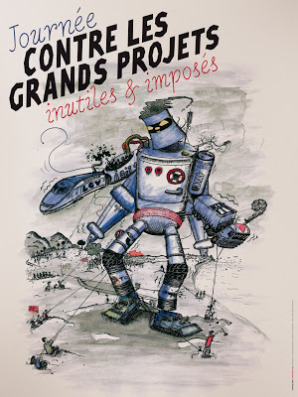 Journée
CONTRE LES
GRANDS PROJETS
inutiles & imposés